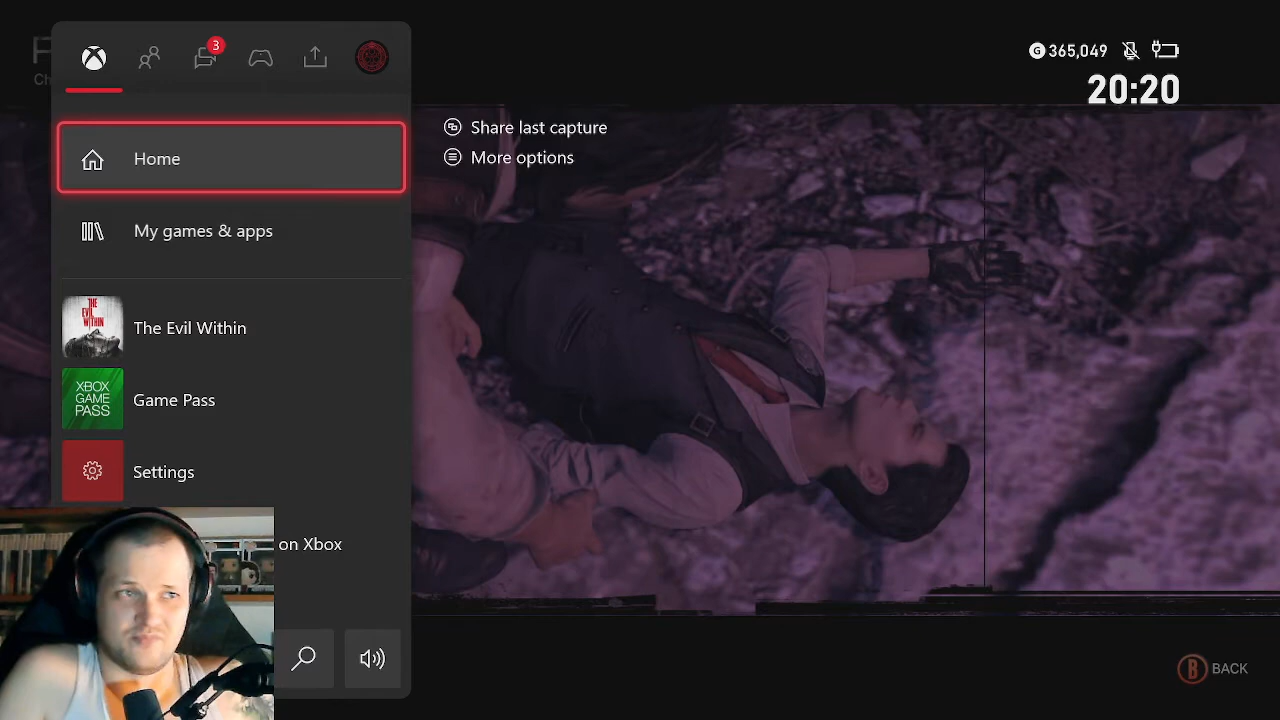 3
G 365,049
20:20
Home
Share last capture
More options
My games & apps
THE EVIL WITHIN
The Evil Within
XBOX
GAME
PASS
Game Pass
Settings
on Xbox
B BACK